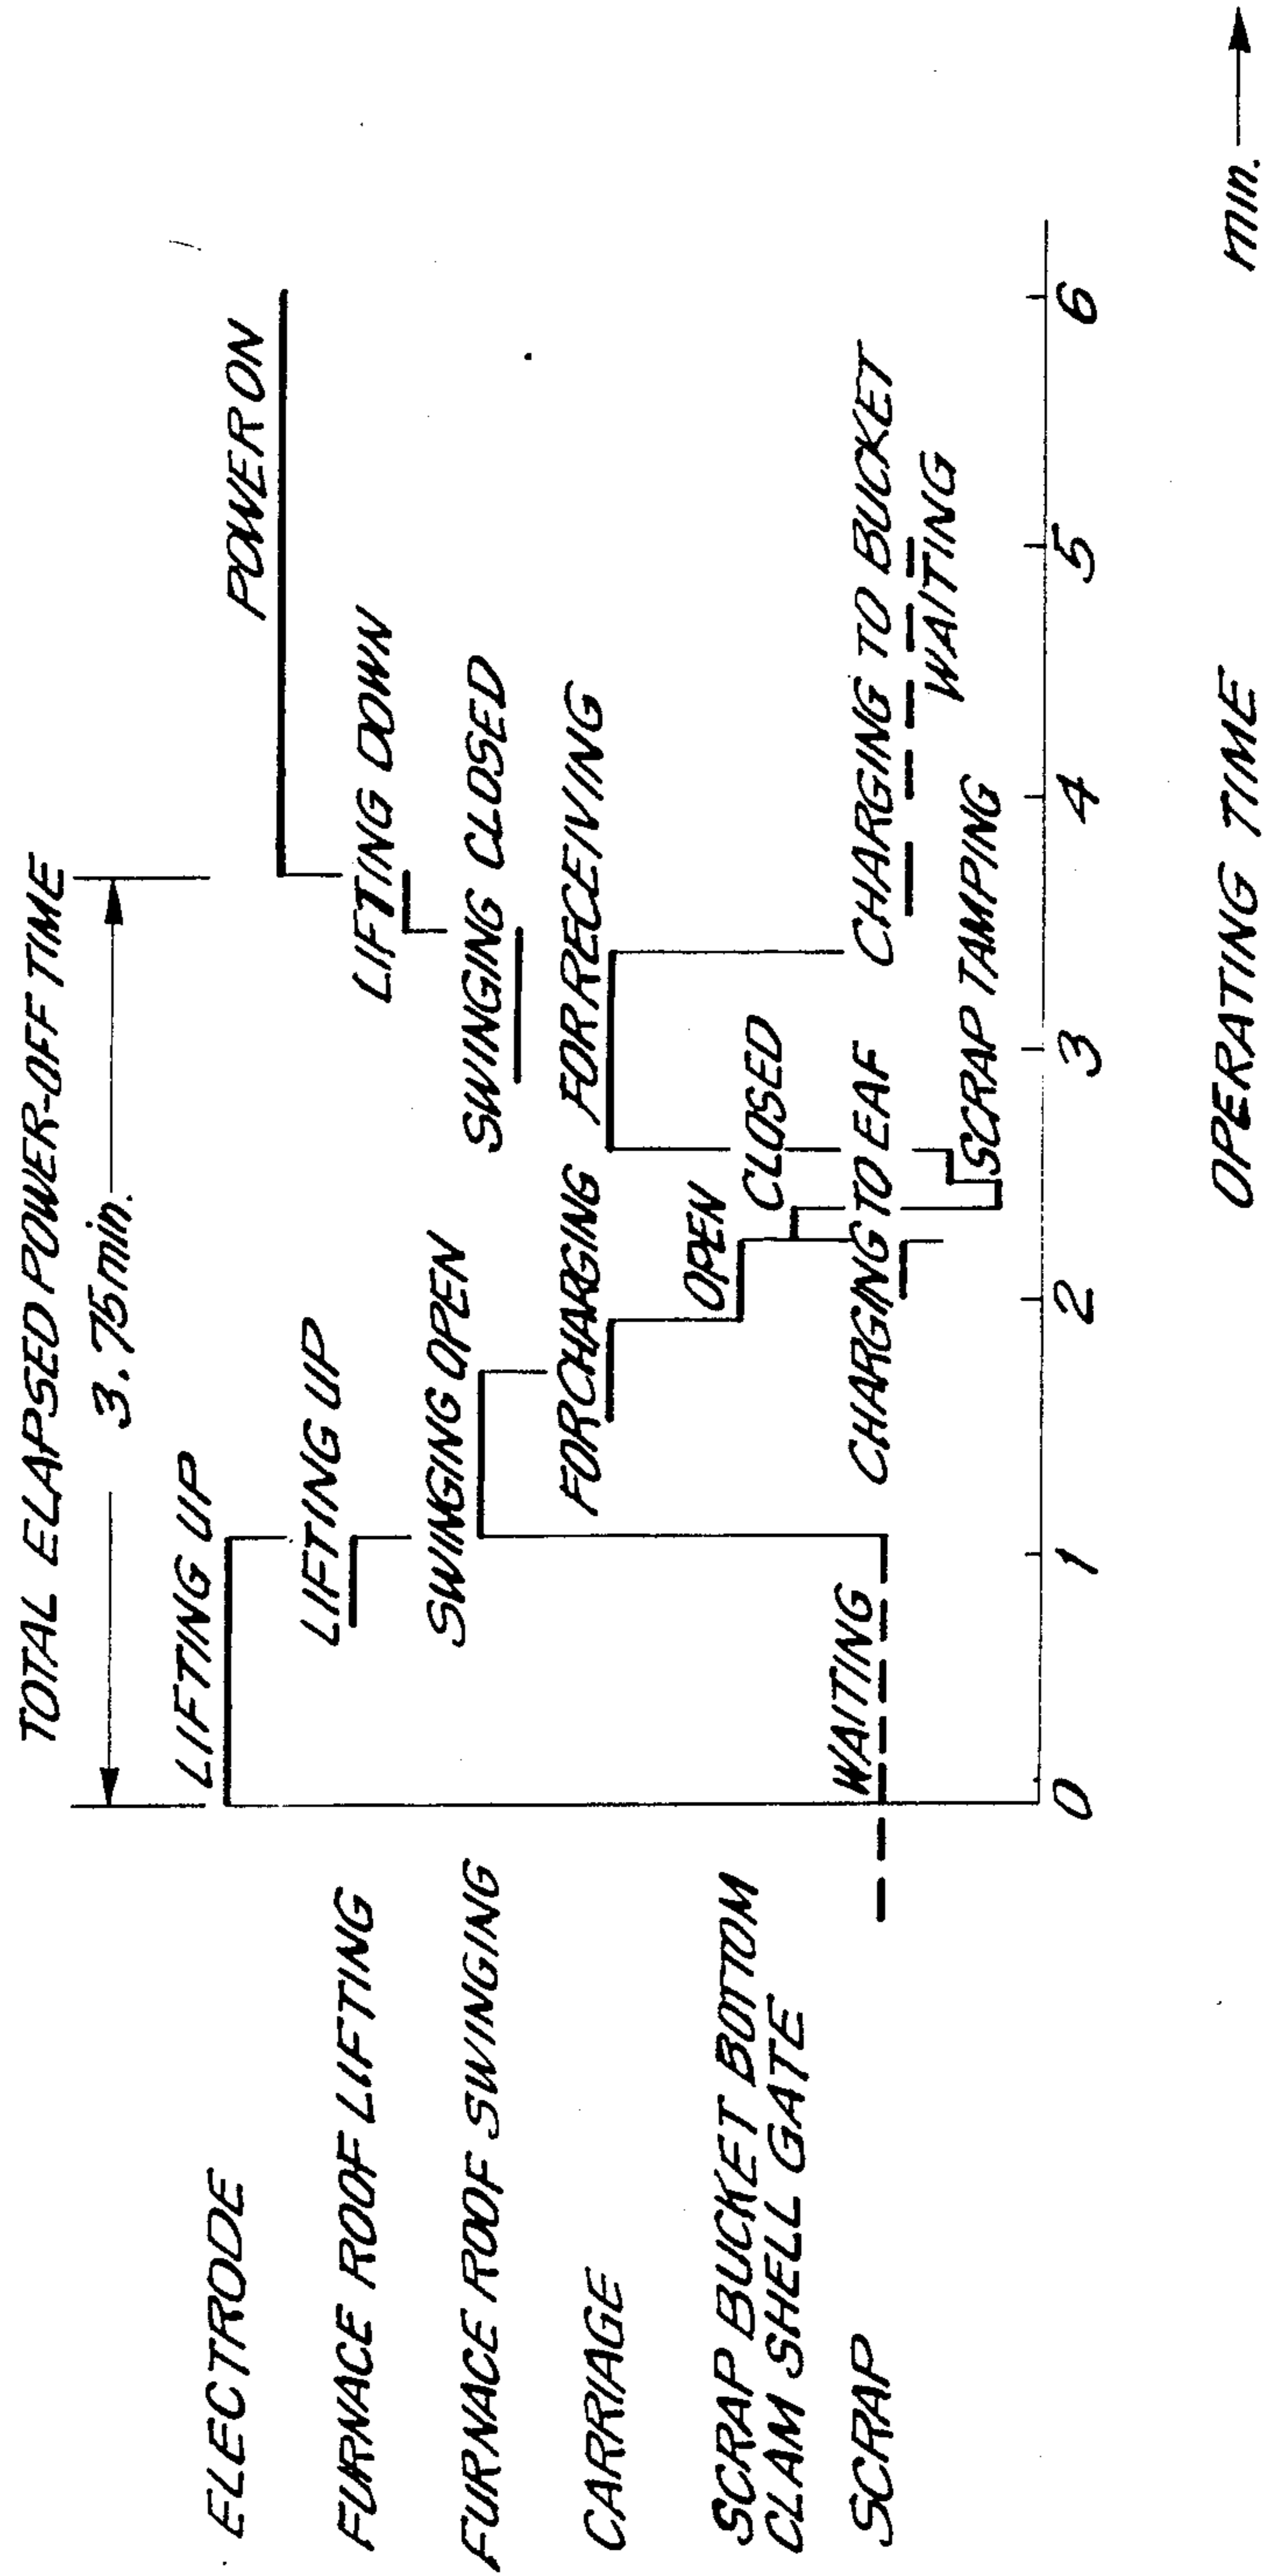 TOTAL ELAPSED POWER-OFF TIME
3.75 min.
ELECTRODE
LIFTING UP
POWER ON
FURNACE ROOF LIFTING
LIFTING UP
LIFTING DOWN
FURNACE ROOF SWINGING
SWINGING OPEN
SWINGING CLOSED
CARRIAGE
FOR CHARGING
FOR RECEIVING
SCRAP BUCKET BOTTOM
CLAM SHELL GATE
OPEN
CLOSED
SCRAP
WAITING
CHARGING TO EAF
CHARGING TO BUCKET
WAITING
SCRAP TAMPING
0 1 2 3 4 5 6
OPERATING TIME
min.